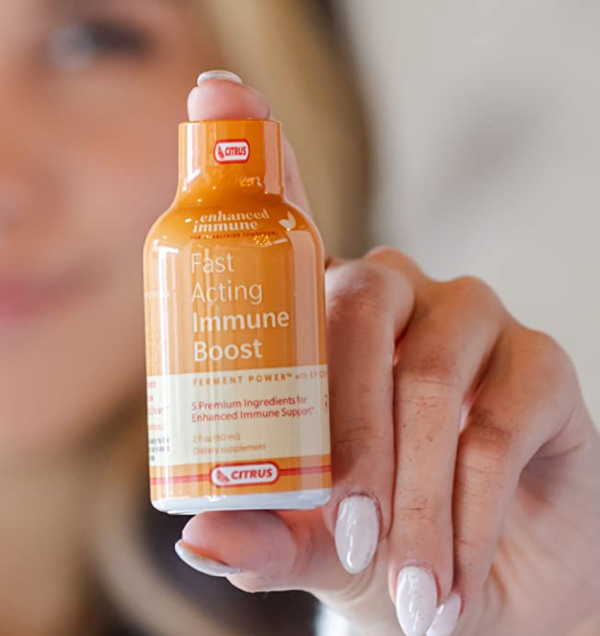 CITRUS
enhanced
immune
Fast
Acting
Immune
Boost
FERMENT POWER™ with
5 Premium Ingredients for
Enhanced Immune Support*
2 fl oz (60 ml)
Dietary supplement
CITRUS